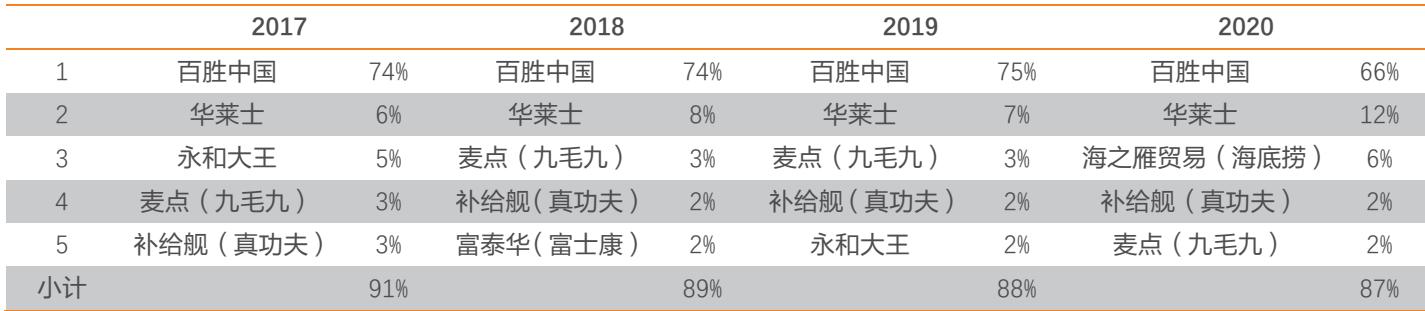 2017 2018 2019 2020
1 百胜中国 74% 百胜中国 74% 百胜中国 75% 百胜中国 66%
2 华莱士 6% 华莱士 8% 华莱士 7% 华莱士 12%
3 永和大王 5% 麦点（九毛九） 3% 麦点（九毛九） 3% 海之雁贸易（海底捞） 6%
4 麦点（九毛九） 3% 补给舰（真功夫） 2% 补给舰（真功夫） 2% 补给舰（真功夫） 2%
5 补给舰（真功夫） 3% 富泰华（富士康） 2% 永和大王 2% 麦点（九毛九） 2%
小计 91% 89% 88% 87%